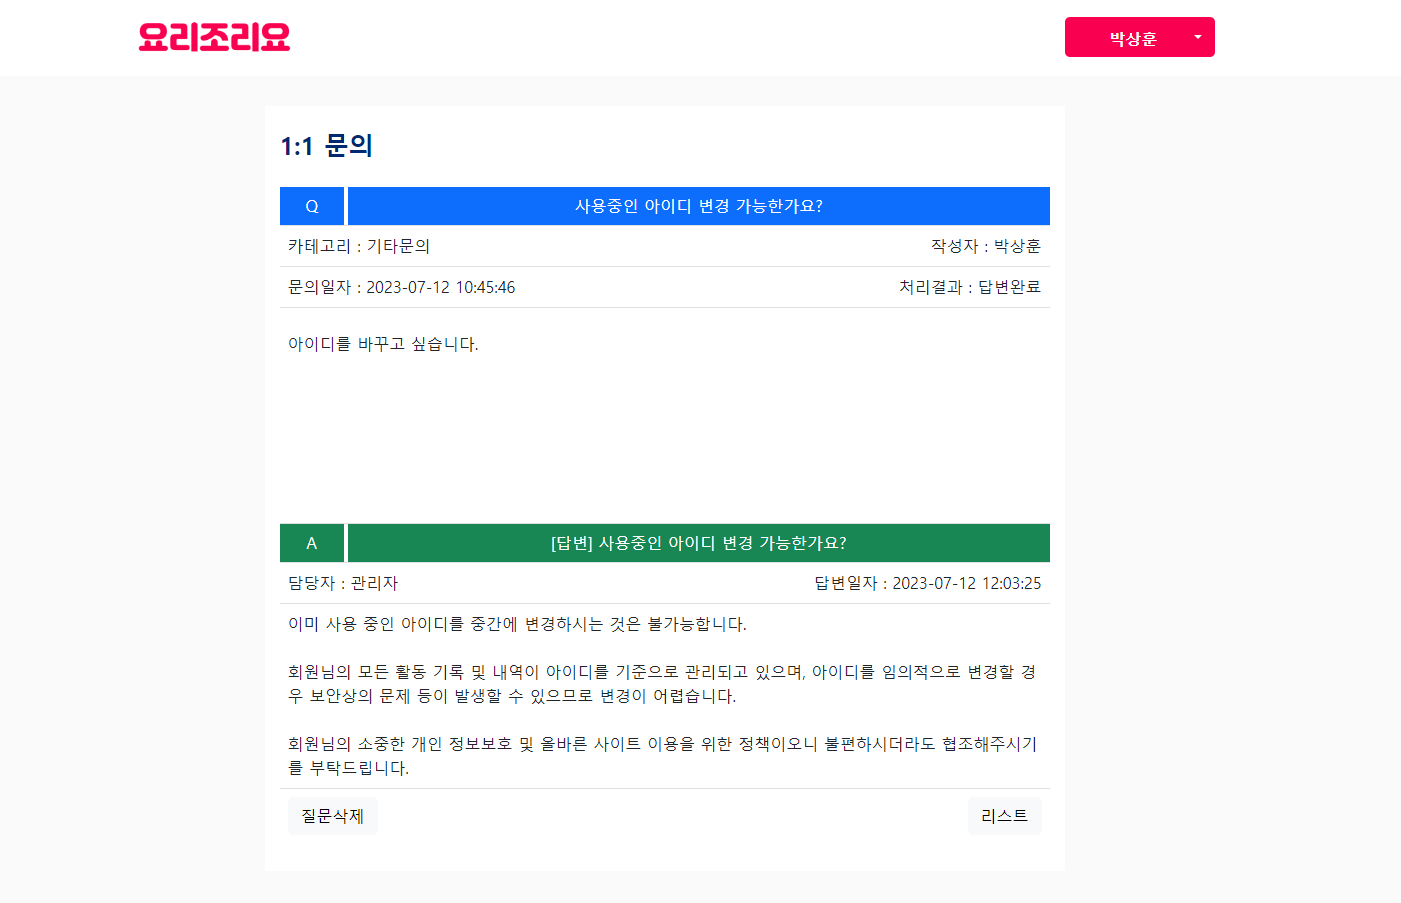 요리조리요
박상훈
1:1 문의
Q 사용중인 아이디 변경 가능한가요?
카테고리 : 기타문의 작성자 : 박상훈
문의일자 : 2023-07-12 10:45:46 처리결과 : 답변완료
아이디를 바꾸고 싶습니다.
A [답변] 사용중인 아이디 변경 가능한가요?
담당자 : 관리자 답변일자 : 2023-07-12 12:03:25
이미 사용 중인 아이디를 중간에 변경하시는 것은 불가능합니다.
회원님의 모든 활동 기록 및 내역이 아이디를 기준으로 관리되고 있으며, 아이디를 임의적으로 변경할 경
우 보안상의 문제 등이 발생할 수 있으므로 변경이 어렵습니다.
회원님의 소중한 개인 정보보호 및 올바른 사이트 이용을 위한 정책이오니 불편하시더라도 협조해주시기
를 부탁드립니다.
질문삭제 리스트